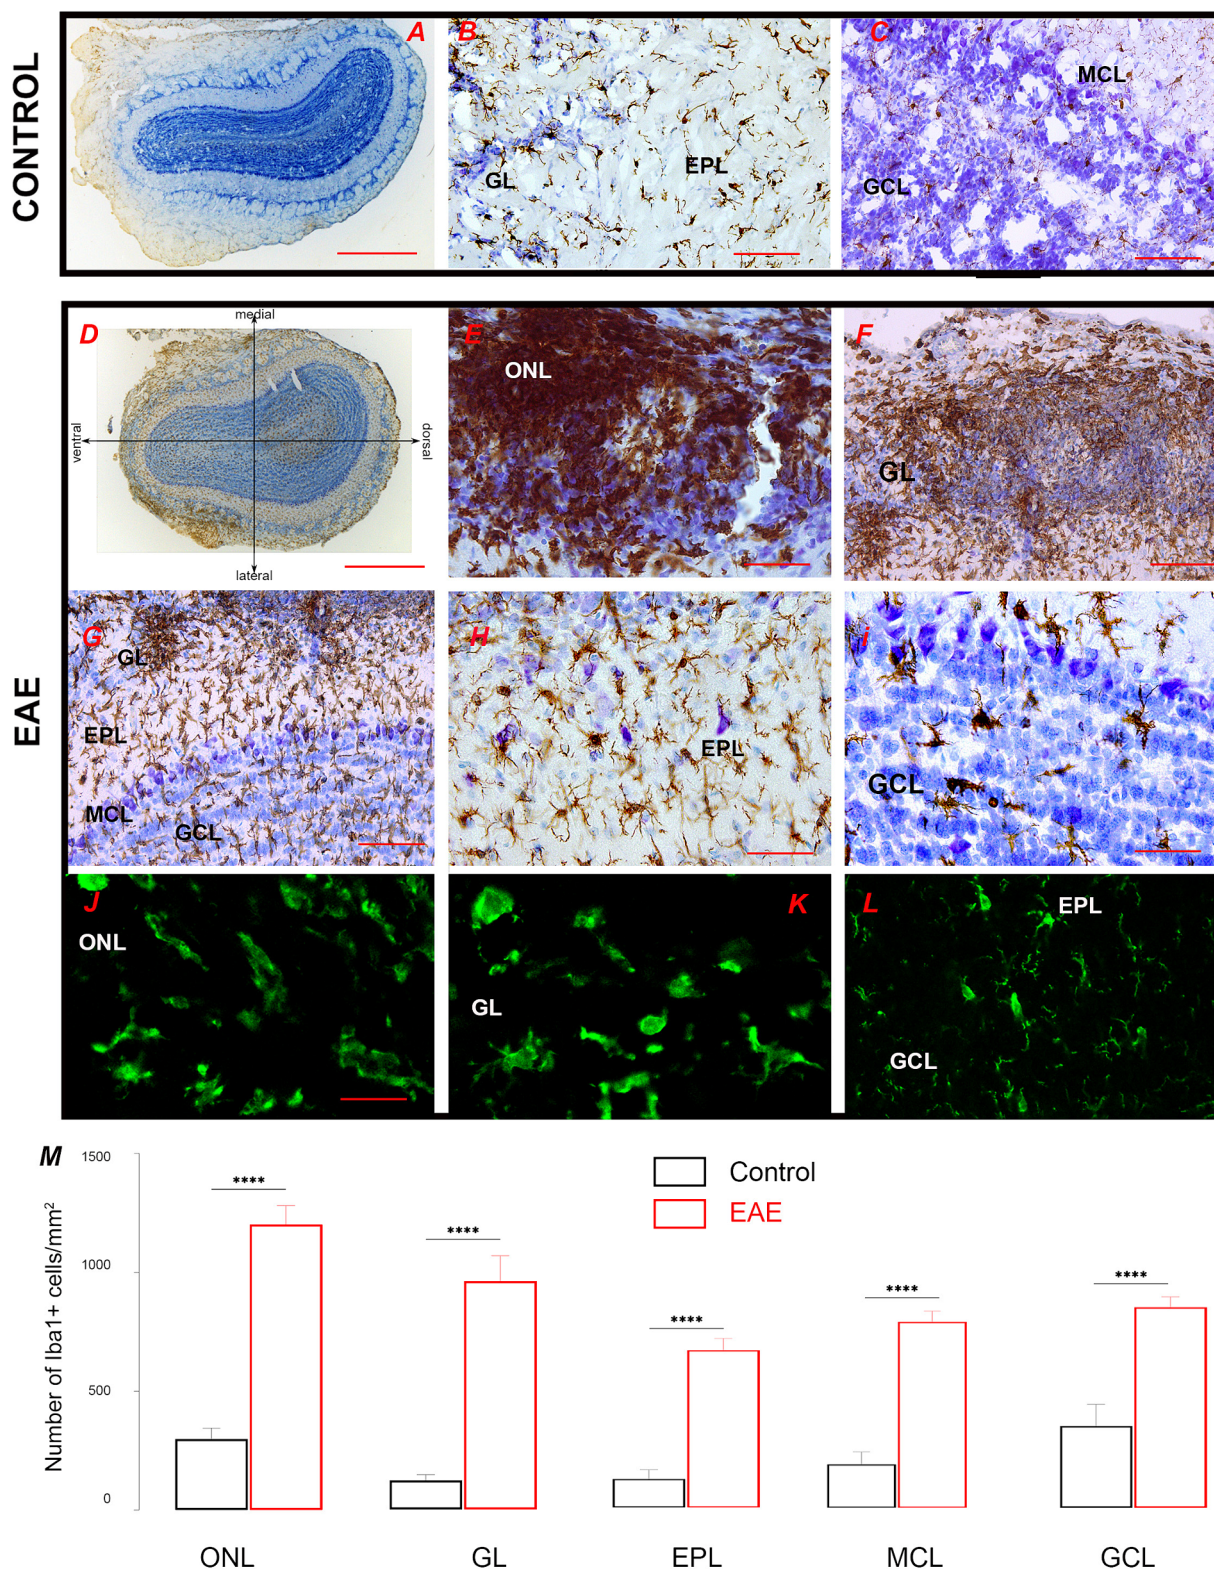 CONTROL
A
B
C
MCL
GL
EPL
GCL
EAE
D
medial
ventral
dorsal
lateral
E
ONL
F
GL
G
GL
EPL
MCL
GCL
H
EPL
i
GCL
J
ONL
K
GL
L
EPL
GCL
M
Number of Iba1+ cells/mm²
1500
1000
500
0
****
****
****
****
****
Control
EAE
ONL
GL
EPL
MCL
GCL